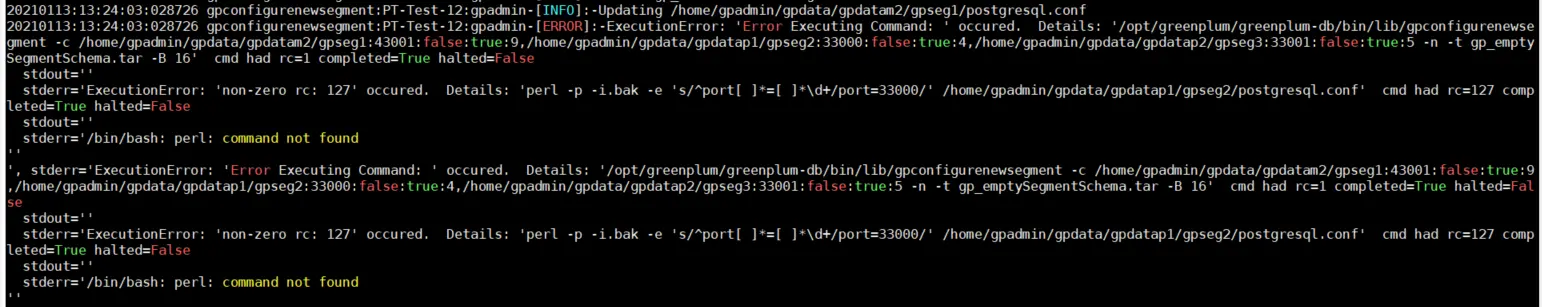 20210113:13:24:03:028726 gpconfigurenewsegment:PT-Test-12:gpadmin-[INFO]:-Updating /home/gpadmin/gpdata/gpdatam2/gpseg1/postgresql.conf
20210113:13:24:03:028726 gpconfigurenewsegment:PT-Test-12:gpadmin-[ERROR]:-ExecutionError: 'Error Executing Command: ' occured.  Details: '/opt/greenplum/greenplum-db/bin/lib/gpconfigurenewse
gment -c /home/gpadmin/gpdata/gpdatam2/gpseg1:43001:false:true:9,/home/gpadmin/gpdata/gpdatap1/gpseg2:33000:false:true:4,/home/gpadmin/gpdata/gpdatap2/gpseg3:33001:false:true:5 -n -t gp_empty
SegmentSchema.tar -B 16'  cmd had rc=1 completed=True halted=False
  stdout=''
  stderr='ExecutionError: 'non-zero rc: 127' occured.  Details: 'perl -p -i.bak -e 's/^port[ ]*=[ ]*\d+/port=33000/' /home/gpadmin/gpdata/gpdatap1/gpseg2/postgresql.conf'  cmd had rc=127 comp
leted=True halted=False
  stdout=''
  stderr='/bin/bash: perl: command not found
''
', stderr='ExecutionError: 'Error Executing Command: ' occured.  Details: '/opt/greenplum/greenplum-db/bin/lib/gpconfigurenewsegment -c /home/gpadmin/gpdata/gpdatam2/gpseg1:43001:false:true:9
,/home/gpadmin/gpdata/gpdatap1/gpseg2:33000:false:true:4,/home/gpadmin/gpdata/gpdatap2/gpseg3:33001:false:true:5 -n -t gp_emptySegmentSchema.tar -B 16'  cmd had rc=1 completed=True halted=Fal
se
  stdout=''
  stderr='ExecutionError: 'non-zero rc: 127' occured.  Details: 'perl -p -i.bak -e 's/^port[ ]*=[ ]*\d+/port=33000/' /home/gpadmin/gpdata/gpdatap1/gpseg2/postgresql.conf'  cmd had rc=127 comp
leted=True halted=False
  stdout=''
  stderr='/bin/bash: perl: command not found
''